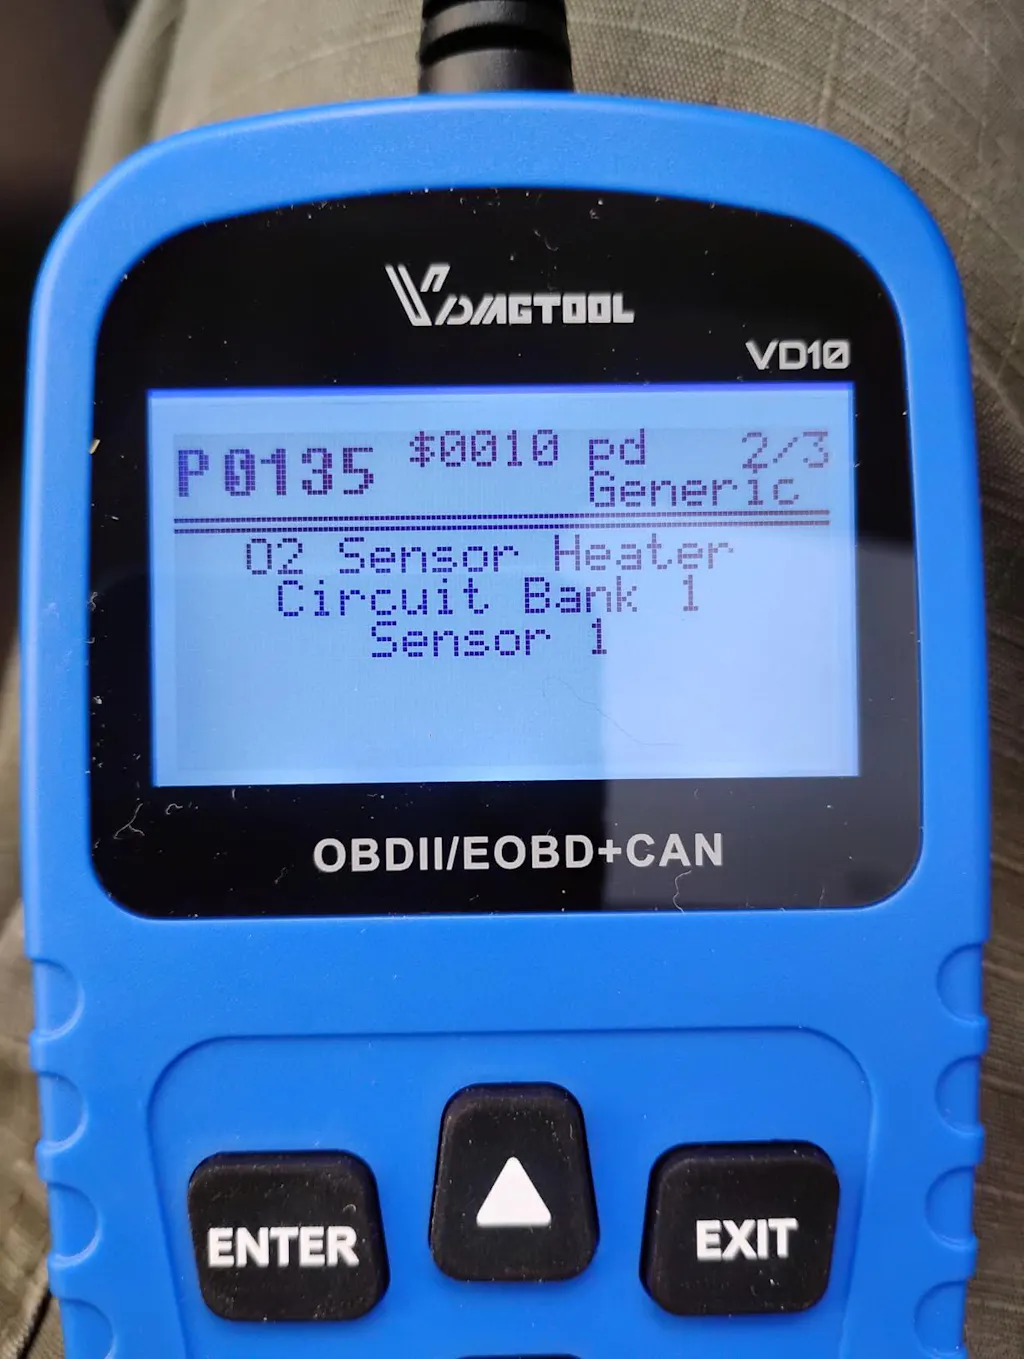 VDMGTOOL
VD10
P0135 $0010 pd 2/3
Generic
O2 Sensor Heater
Circuit Bank 1
Sensor 1
OBDII/EOBD+CAN
ENTER
EXIT